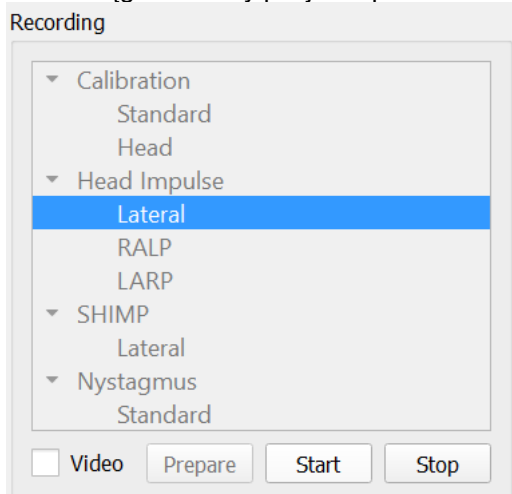 Recording
Calibration
Standard
Head
Head Impulse
Lateral
RALP
LARP
SHIMP
Lateral
Nystagmus
Standard
Video Prepare Start Stop